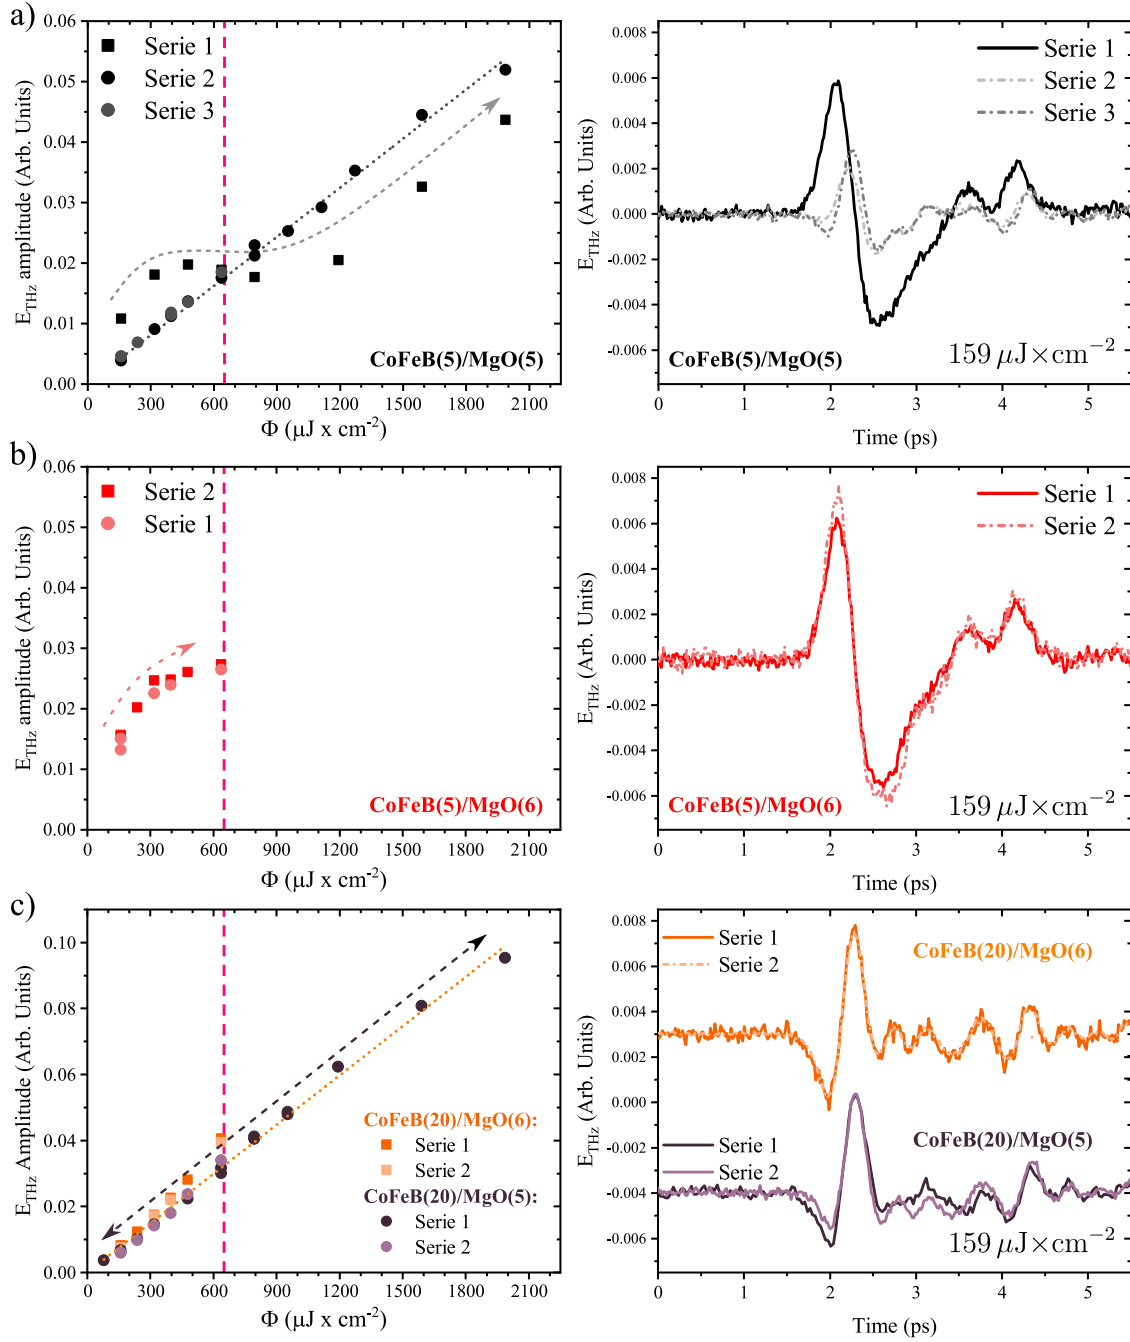 a)
0.06
0.05
0.04
0.03
0.02
0.01
0.00
E_THz amplitude (Arb. Units)
Serie 1
Serie 2
Serie 3
CoFeB(5)/MgO(5)
0 300 600 900 1200 1500 1800 2100
Φ (μJ x cm⁻²)
0.008
0.006
0.004
0.002
0.000
-0.002
-0.004
-0.006
E_THz (Arb. Units)
Serie 1
Serie 2
Serie 3
CoFeB(5)/MgO(5)
159 μJ×cm⁻²
0 1 2 3 4 5
Time (ps)
b)
0.06
0.05
0.04
0.03
0.02
0.01
0.00
E_THz amplitude (Arb. Units)
Serie 2
Serie 1
CoFeB(5)/MgO(6)
0 300 600 900 1200 1500 1800 2100
Φ (μJ x cm⁻²)
0.008
0.006
0.004
0.002
0.000
-0.002
-0.004
-0.006
E_THz (Arb. Units)
Serie 1
Serie 2
CoFeB(5)/MgO(6)
159 μJ×cm⁻²
0 1 2 3 4 5
Time (ps)
c)
0.10
0.08
0.06
0.04
0.02
0.00
E_THz Amplitude (Arb. Units)
CoFeB(20)/MgO(6):
Serie 1
Serie 2
CoFeB(20)/MgO(5):
Serie 1
Serie 2
0 300 600 900 1200 1500 1800 2100
Φ (μJ x cm⁻²)
0.008
0.006
0.004
0.002
0.000
-0.002
-0.004
-0.006
E_THz (Arb. Units)
Serie 1
Serie 2
CoFeB(20)/MgO(6)
Serie 1
Serie 2
CoFeB(20)/MgO(5)
159 μJ×cm⁻²
0 1 2 3 4 5
Time (ps)